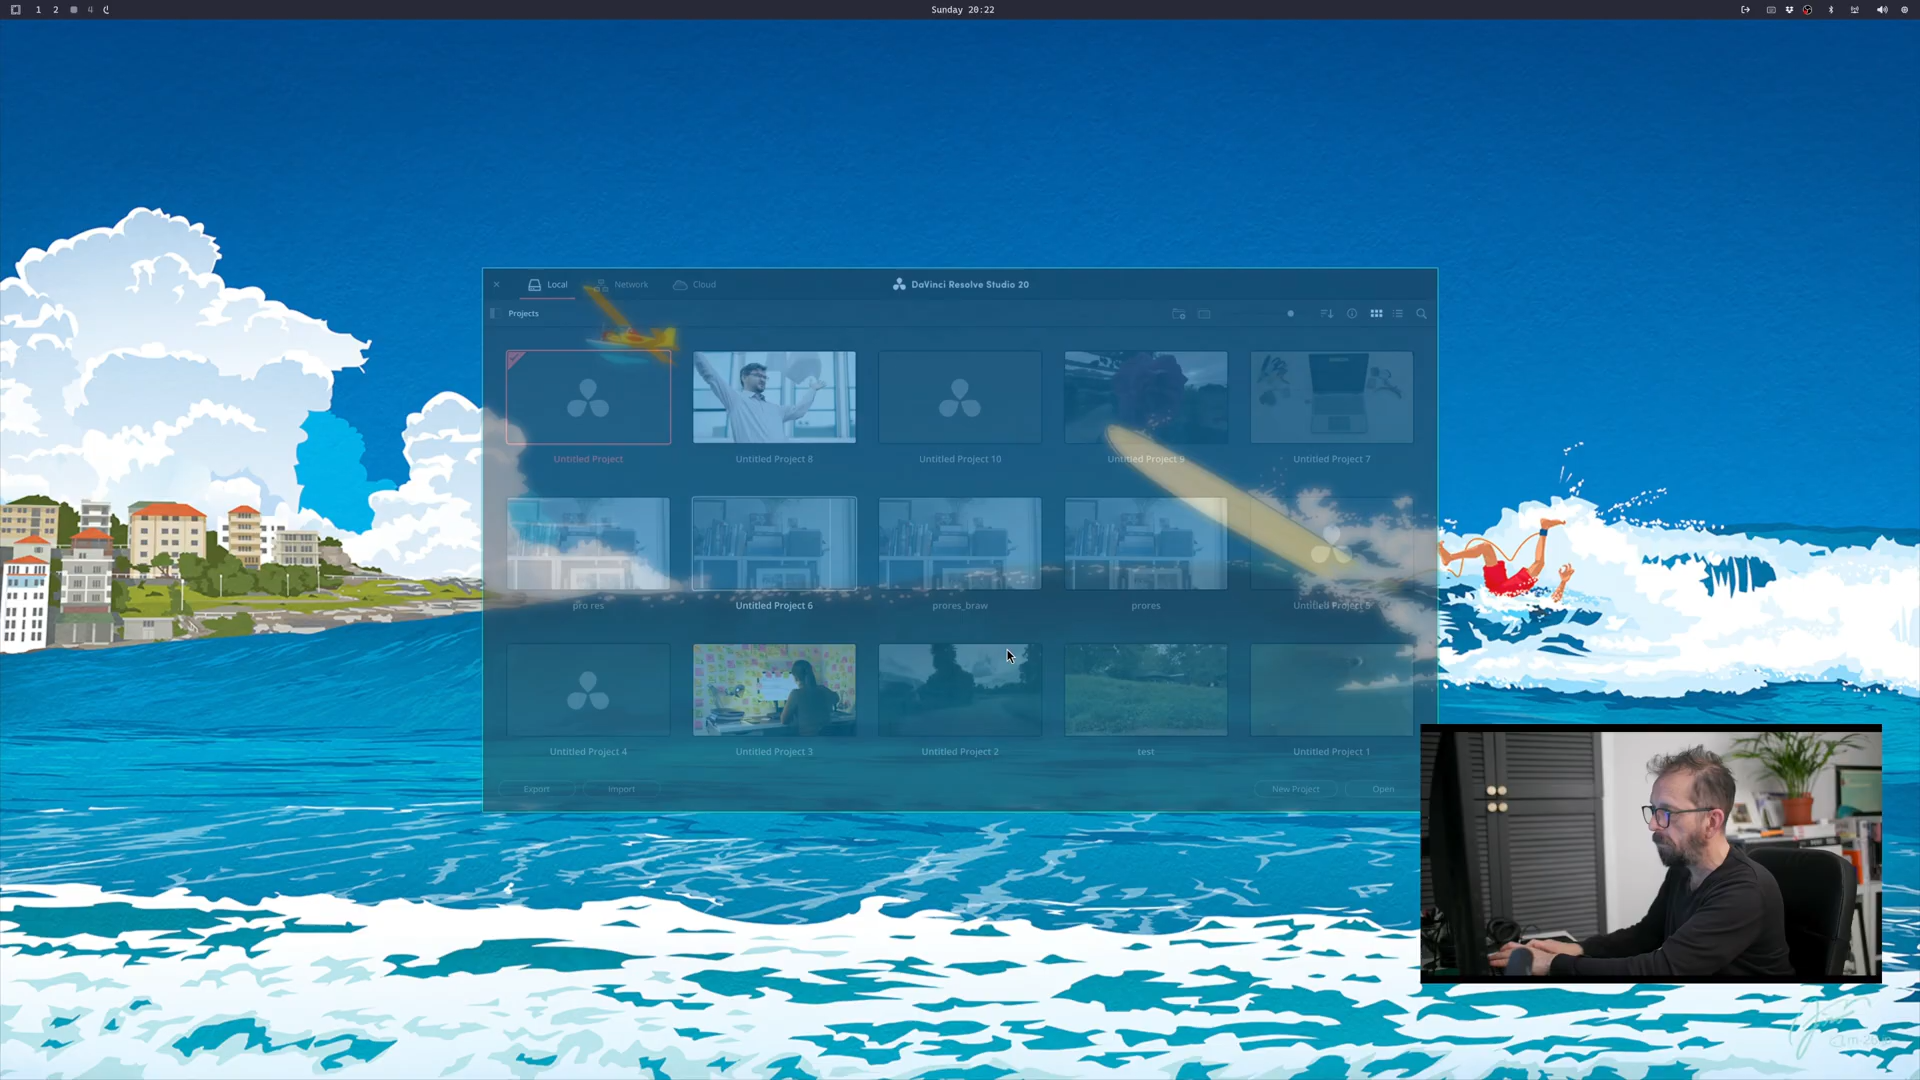 1 2 4
Sunday 20:22
Local
Network
Cloud
DaVinci Resolve Studio 20
Projects
Untitled Project
Untitled Project 8
Untitled Project 10
Untitled Project 9
Untitled Project 7
pro res
Untitled Project 6
prores_braw
prores
Untitled Project 5
Untitled Project 4
Untitled Project 3
Untitled Project 2
test
Untitled Project 1
Export
Import
New Project
Open